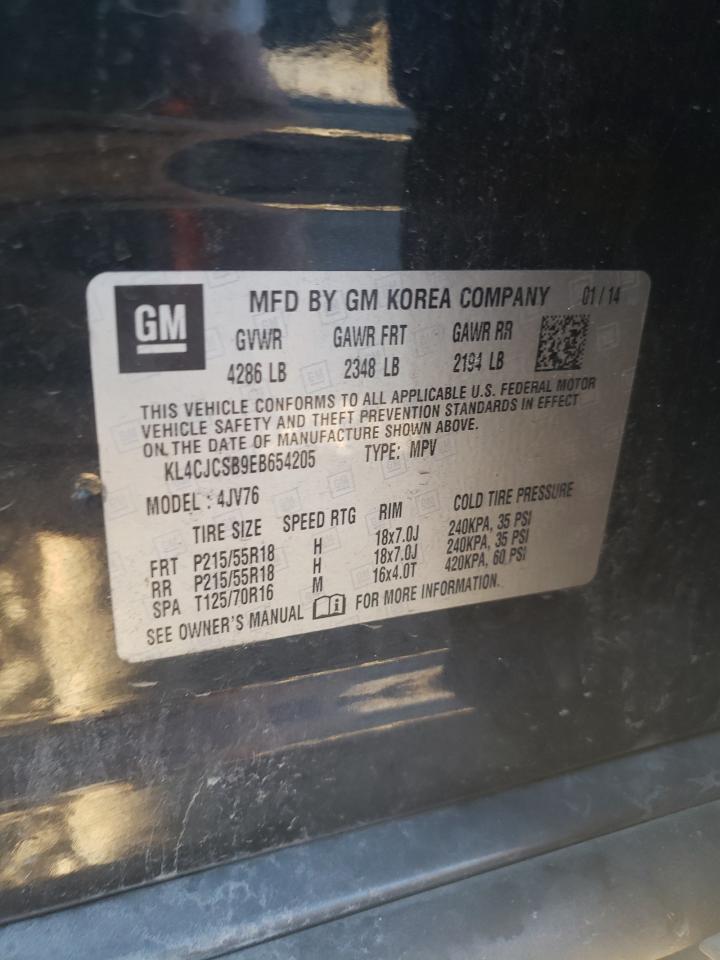 GM MFD BY GM KOREA COMPANY 01/14
GVWR GAWR FRT GAWR RR
4286 LB 2348 LB 2194 LB
THIS VEHICLE CONFORMS TO ALL APPLICABLE U.S. FEDERAL MOTOR
VEHICLE SAFETY AND THEFT PREVENTION STANDARDS IN EFFECT
ON THE DATE OF MANUFACTURE SHOWN ABOVE.
KL4CJCSB9EB654205 TYPE: MPV
MODEL: 4JV76
TIRE SIZE SPEED RTG RIM COLD TIRE PRESSURE
FRT P215/55R18 H 18x7.0J 240KPA, 35 PSI
RR P215/55R18 H 18x7.0J 240KPA, 35 PSI
SPA T125/70R16 M 16x4.0T 420KPA, 60 PSI
SEE OWNER'S MANUAL FOR MORE INFORMATION.